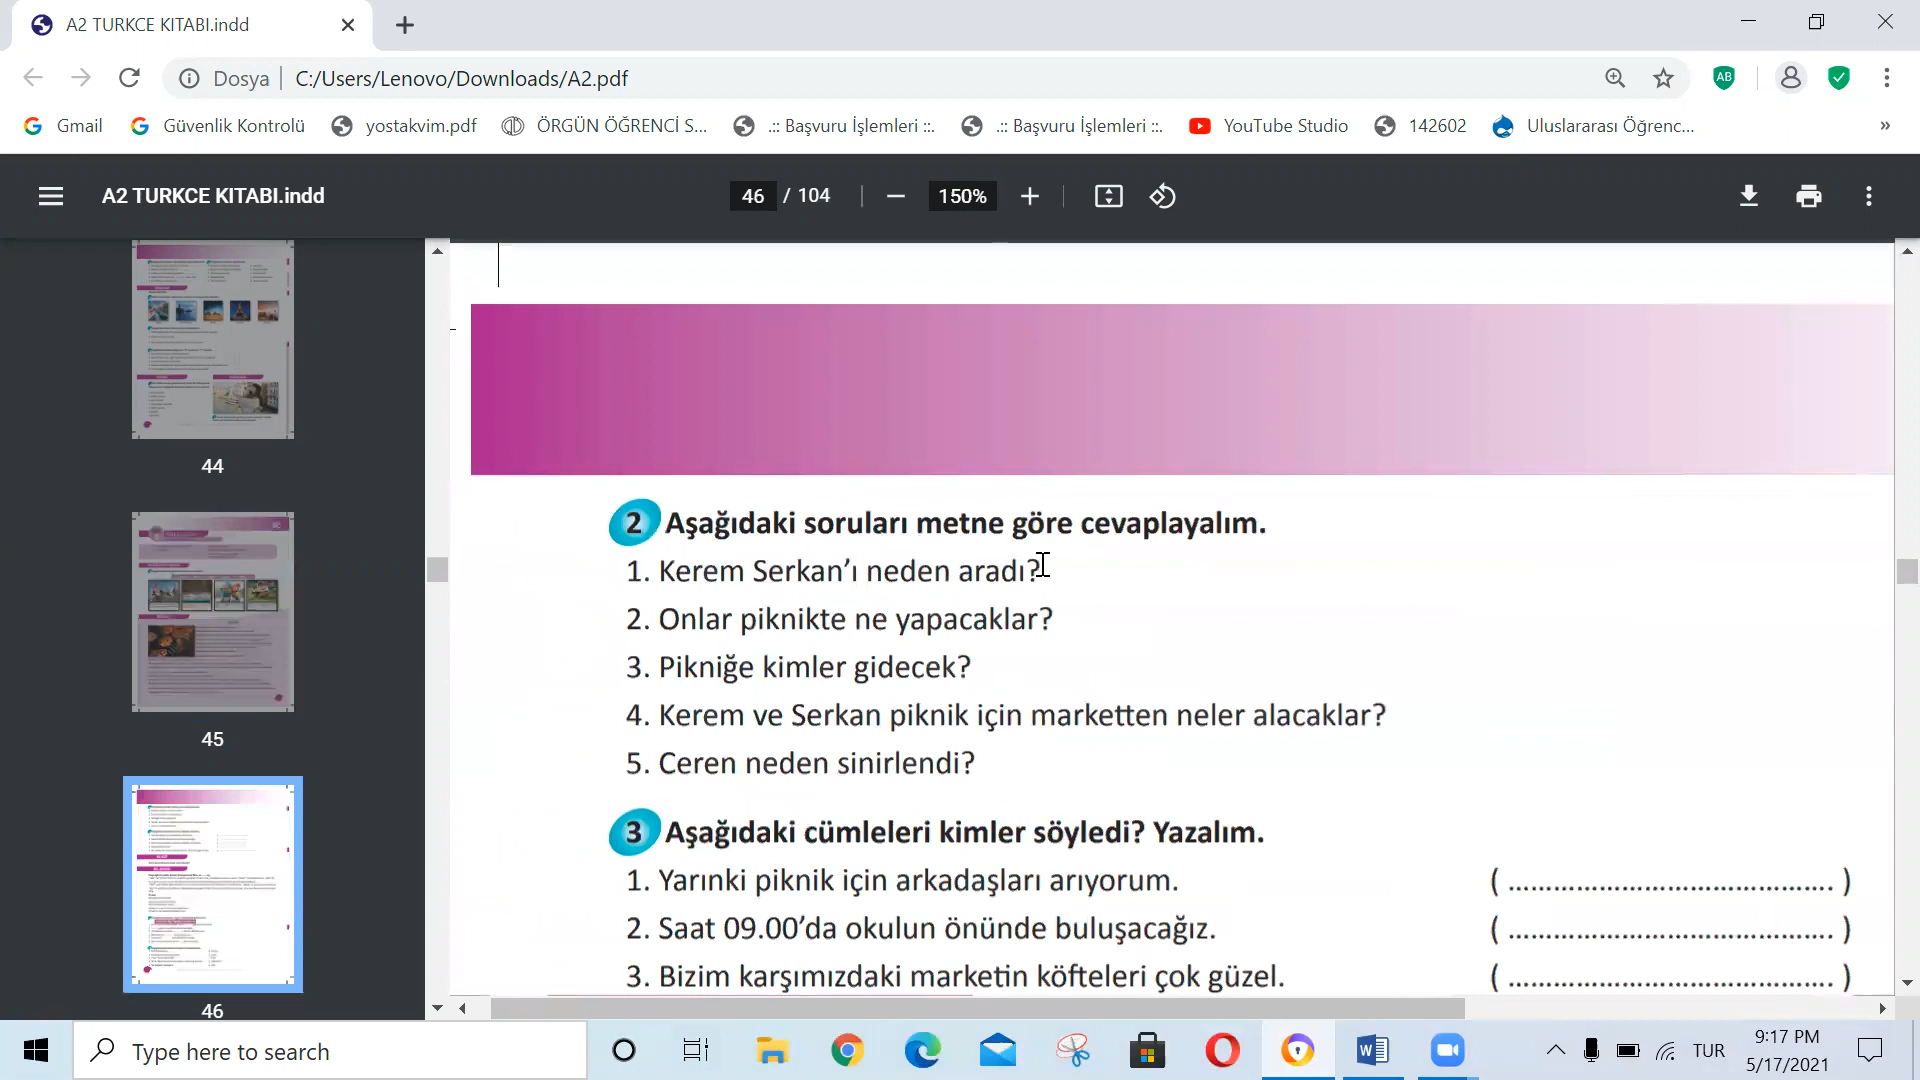 A2 TURKCE KITABI.indd
Dosya
C:/Users/Lenovo/Downloads/A2.pdf
AB
Gmail
Güvenlik Kontrolü
yostakvim.pdf
ÖRGÜN ÖĞRENCİ S...
.:: Başvuru İşlemleri ::.
.:: Başvuru İşlemleri ::.
YouTube Studio
142602
Uluslararası Öğrenc...
»
A2 TURKCE KITABI.indd
46 / 104
150%
44
45
46
2 Aşağıdaki soruları metne göre cevaplayalım.
1. Kerem Serkan’ı neden aradı?
2. Onlar piknikte ne yapacaklar?
3. Pikniğe kimler gidecek?
4. Kerem ve Serkan piknik için marketten neler alacaklar?
5. Ceren neden sinirlendi?
3 Aşağıdaki cümleleri kimler söyledi? Yazalım.
1. Yarınki piknik için arkadaşları arıyorum. ( .......................................... )
2. Saat 09.00’da okulun önünde buluşacağız. ( .......................................... )
3. Bizim karşımızdaki marketin köfteleri çok güzel. ( .......................................... )
Type here to search
TUR
9:17 PM
5/17/2021